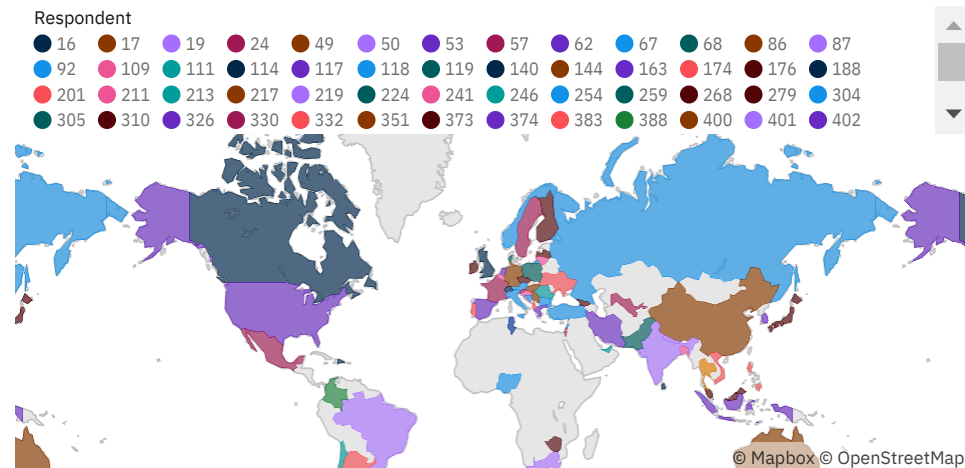 Respondent
16 17 19 24 49 50 53 57 62 67 68 86 87
92 109 111 114 117 118 119 140 144 163 174 176 188
201 211 213 217 219 224 241 246 254 259 268 279 304
305 310 326 330 332 351 373 374 383 388 400 401 402
© Mapbox © OpenStreetMap